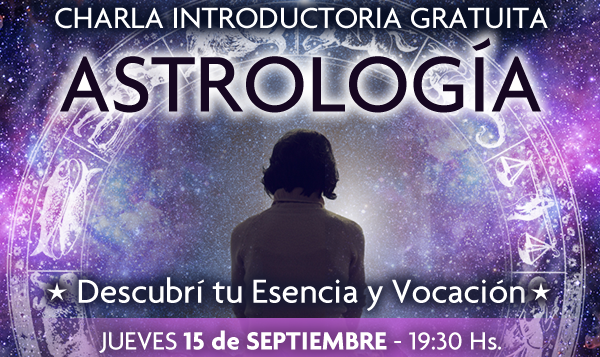 CHARLA INTRODUCTORIA GRATUITA
ASTROLOGÍA
★ Descubrí tu Esencia y Vocación ★
JUEVES 15 de SEPTIEMBRE - 19:30 Hs.